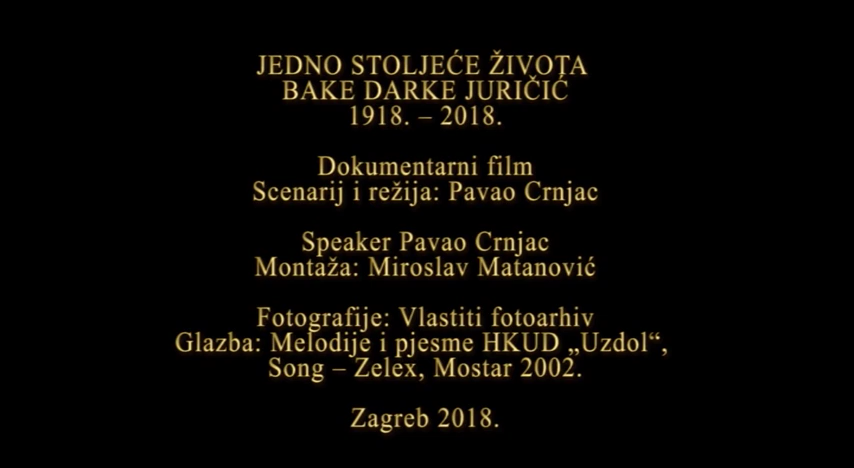 JEDNO STOLJEĆE ŽIVOTA
BAKE DARKE JURIČIĆ
1918. – 2018.
Dokumentarni film
Scenarij i režija: Pavao Crnjac
Speaker Pavao Crnjac
Montaža: Miroslav Matanović
Fotografije: Vlastiti fotoarhiv
Glazba: Melodije i pjesme HKUD „Uzdol“,
Song – Zelex, Mostar 2002.
Zagreb 2018.